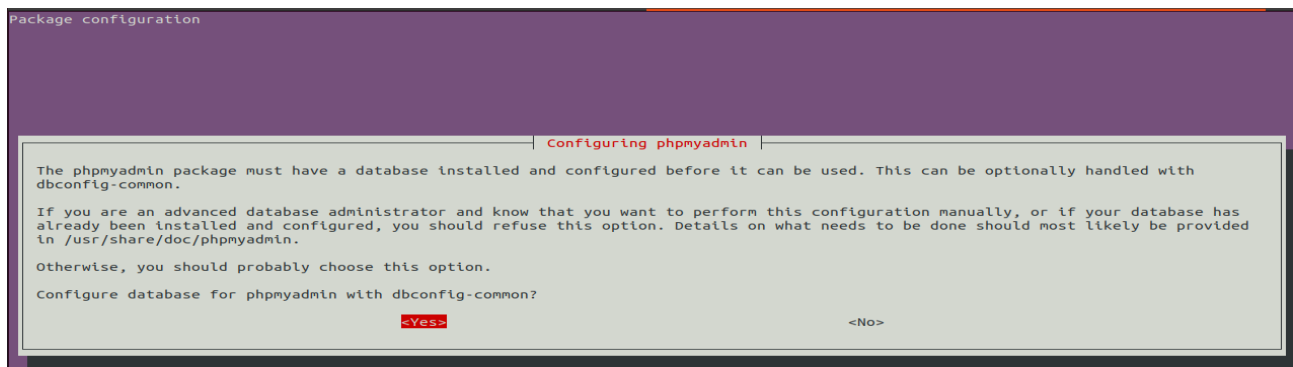 Package configuration
Configuring phpmyadmin
The phpmyadmin package must have a database installed and configured before it can be used. This can be optionally handled with
dbconfig-common.
If you are an advanced database administrator and know that you want to perform this configuration manually, or if your database has
already been installed and configured, you should refuse this option. Details on what needs to be done should most likely be provided
in /usr/share/doc/phpmyadmin.
Otherwise, you should probably choose this option.
Configure database for phpmyadmin with dbconfig-common?
<Yes> <No>